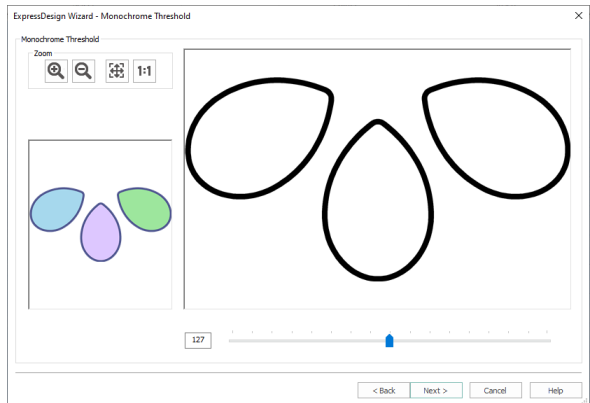 ExpressDesign Wizard - Monochrome Threshold
Monochrome Threshold
Zoom
1:1
127
< Back
Next >
Cancel
Help